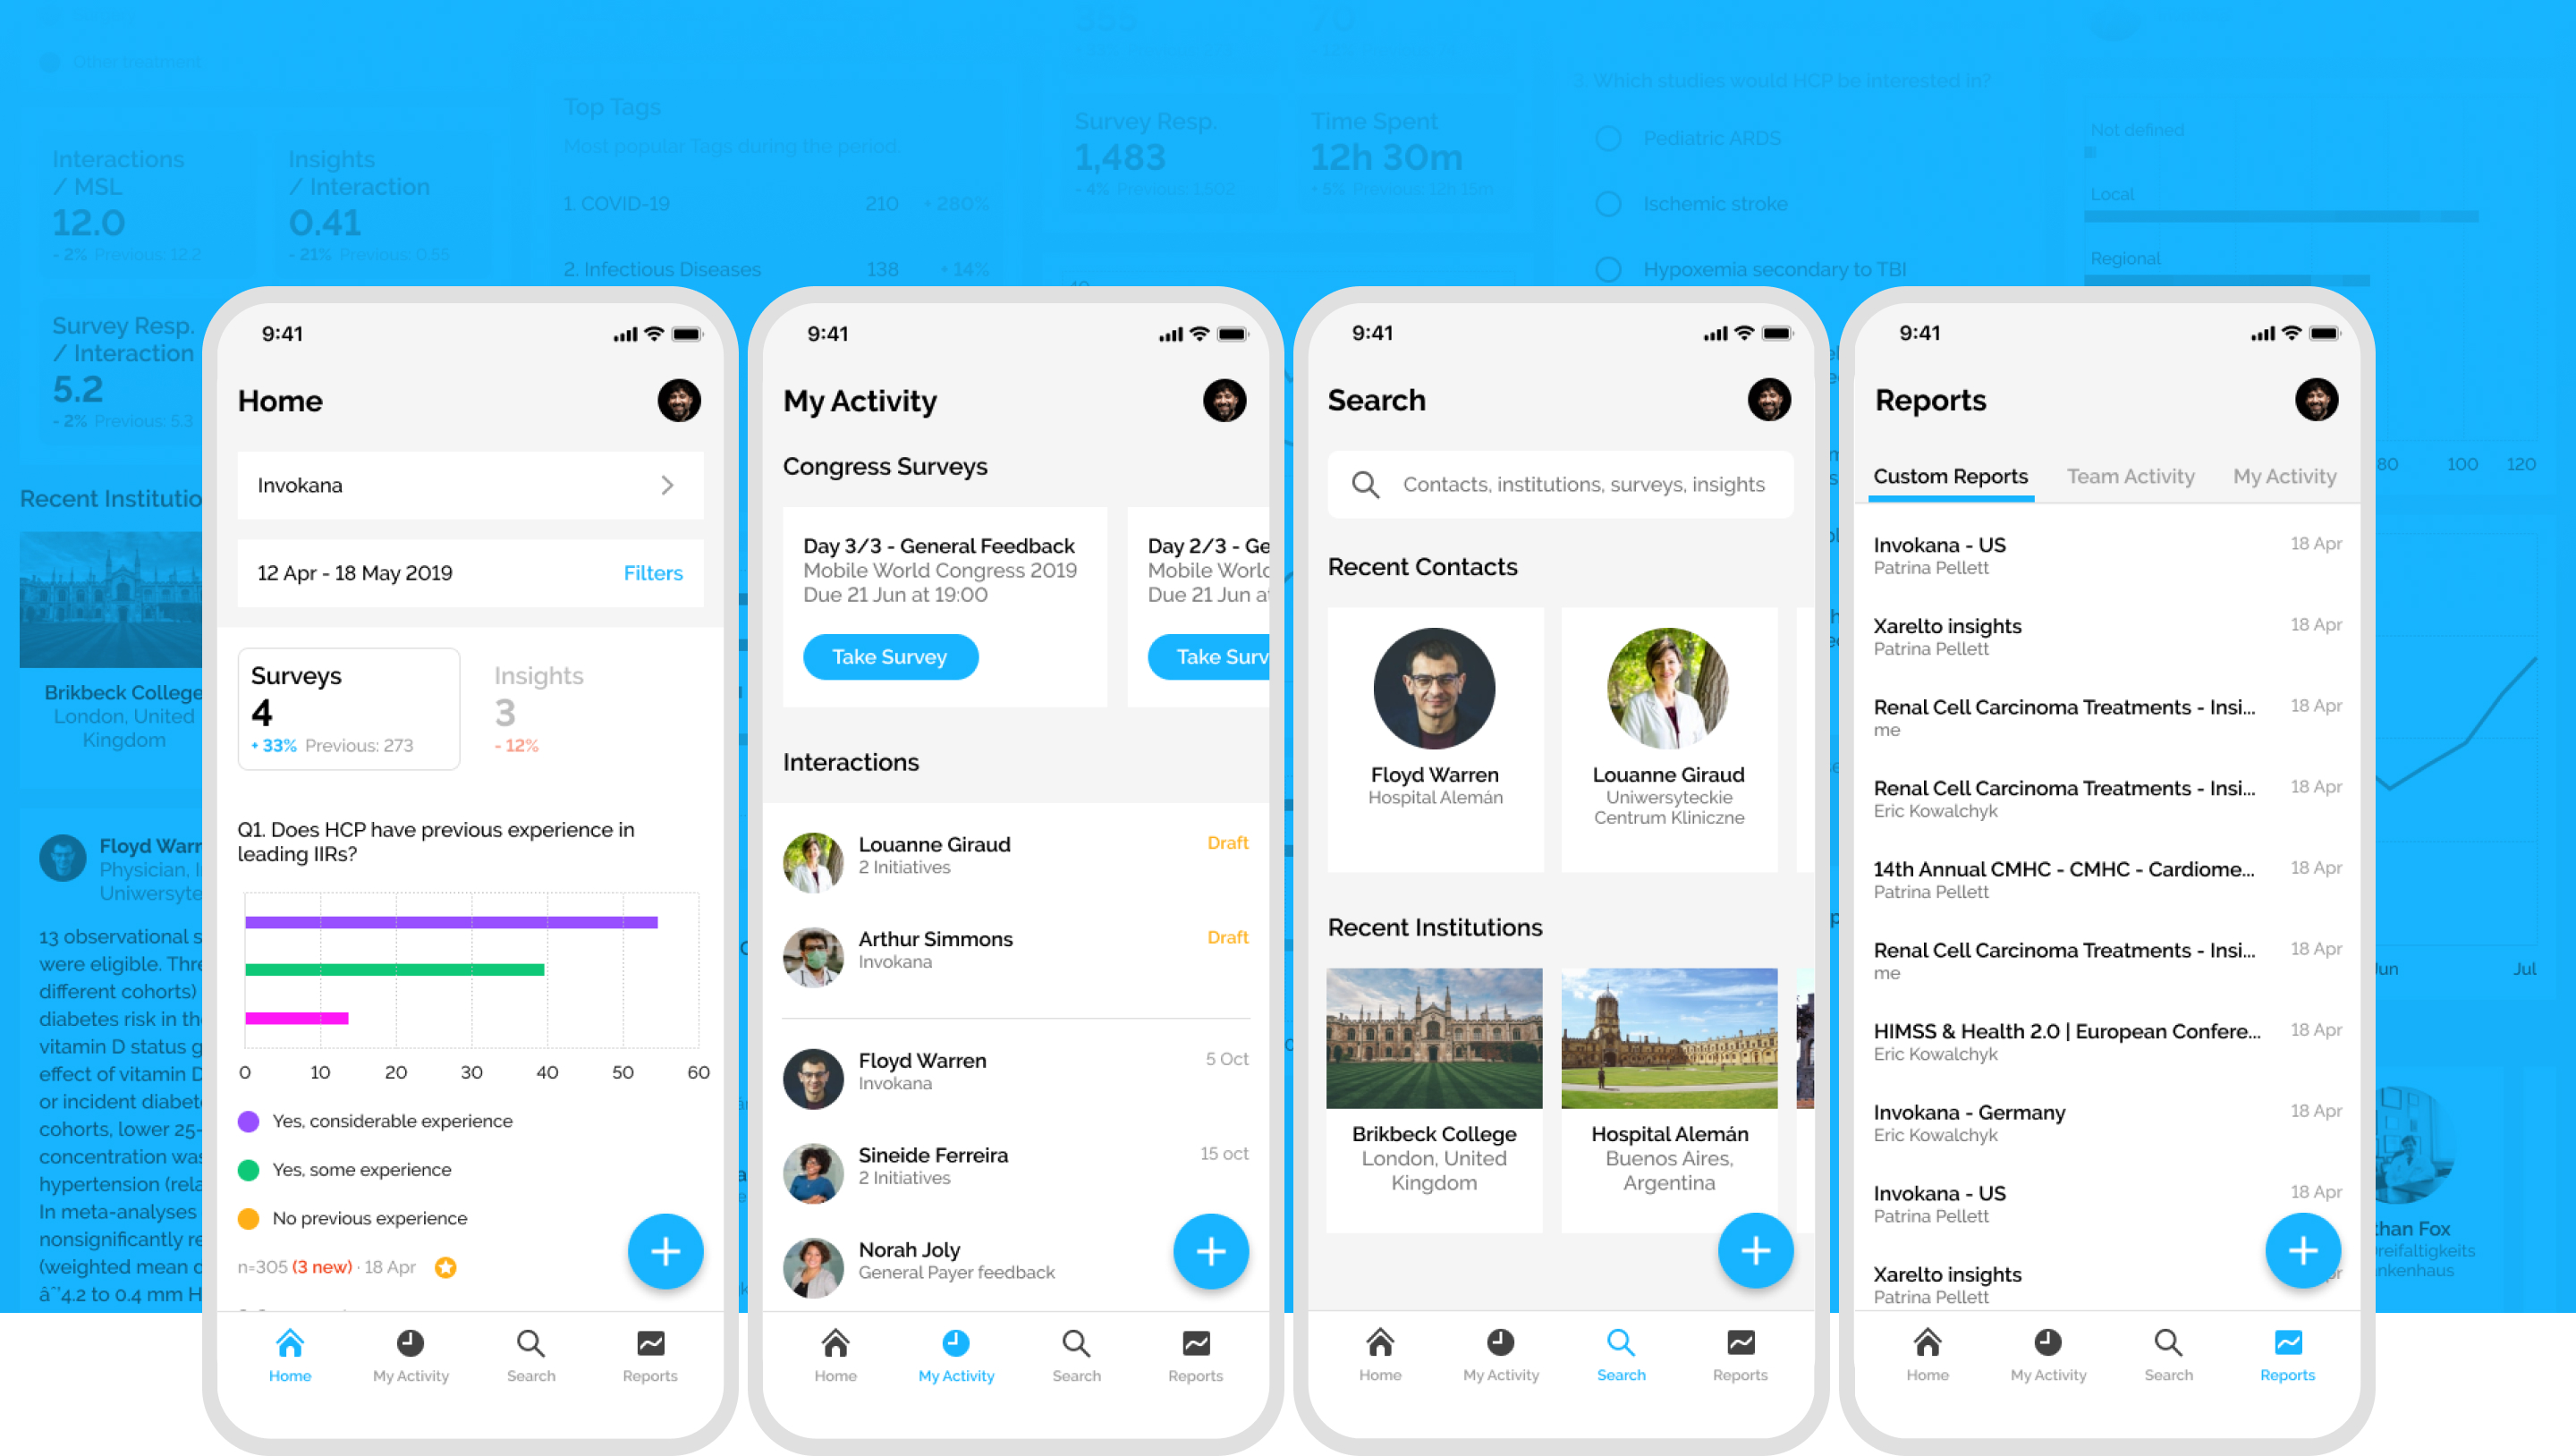 Other treatment
Interactions
/ MSL
12.0
- 2% Previous: 12.2
Insights
/ Interaction
0.41
- 21% Previous: 0.55
Survey Resp.
/ Interaction
5.2
- 2% Previous: 5.3
Top Tags
Most popular Tags during the period
1. COVID-19 210 + 280%
2. Infectious Diseases 138 + 14%
355
70
Survey Resp.
1,483
- 4% Previous: 1,502
Time Spent
12h 30m
+ 5% Previous: 12h 15m
3. Which studies would HCP be interested in?
Pediatric ARDS
Ischemic stroke
Hypoxemia secondary to TBI
Not defined
Local
Regional
80 100 120
Jun Jul
Recent Institutio
Brikbeck College
London, United
Kingdom
Floyd Warr
Physician, I
Uniwersyte
13 observational s
were eligible. Thre
different cohorts)
diabetes risk in th
vitamin D status g
effect of vitamin D
or incident diabet
cohorts, lower 25-
concentration was
hypertension (rela
In meta-analyses
nonsignificantly re
(weighted mean d
âˆ'4.2 to 0.4 mm H
than Fox
reifaltigkeits
nkenhaus
9:41
Home
Invokana
12 Apr - 18 May 2019 Filters
Surveys
4
+ 33% Previous: 273
Insights
3
- 12%
Q1. Does HCP have previous experience in
leading IIRs?
0 10 20 30 40 50 60
Yes, considerable experience
Yes, some experience
No previous experience
n=305 (3 new) · 18 Apr
Home My Activity Search Reports
9:41
My Activity
Congress Surveys
Day 3/3 - General Feedback
Mobile World Congress 2019
Due 21 Jun at 19:00
Take Survey
Day 2/3 - Ge
Mobile World
Due 21 Jun a
Take Surv
Interactions
Louanne Giraud Draft
2 Initiatives
Arthur Simmons Draft
Invokana
Floyd Warren 5 Oct
Invokana
Sineide Ferreira 15 oct
2 Initiatives
Norah Joly
General Payer feedback
Home My Activity Search Reports
9:41
Search
Contacts, institutions, surveys, insights
Recent Contacts
Floyd Warren
Hospital Alemán
Louanne Giraud
Uniwersyteckie
Centrum Kliniczne
Recent Institutions
Brikbeck College
London, United
Kingdom
Hospital Alemán
Buenos Aires,
Argentina
Home My Activity Search Reports
9:41
Reports
Custom Reports Team Activity My Activity
Invokana - US 18 Apr
Patrina Pellett
Xarelto insights 18 Apr
Patrina Pellett
Renal Cell Carcinoma Treatments - Insi... 18 Apr
me
Renal Cell Carcinoma Treatments - Insi... 18 Apr
Eric Kowalchyk
14th Annual CMHC - CMHC - Cardiome... 18 Apr
Patrina Pellett
Renal Cell Carcinoma Treatments - Insi... 18 Apr
me
HIMSS & Health 2.0 | European Confere... 18 Apr
Eric Kowalchyk
Invokana - Germany 18 Apr
Eric Kowalchyk
Invokana - US 18 Apr
Patrina Pellett
Xarelto insights
Patrina Pellett
Home My Activity Search Reports